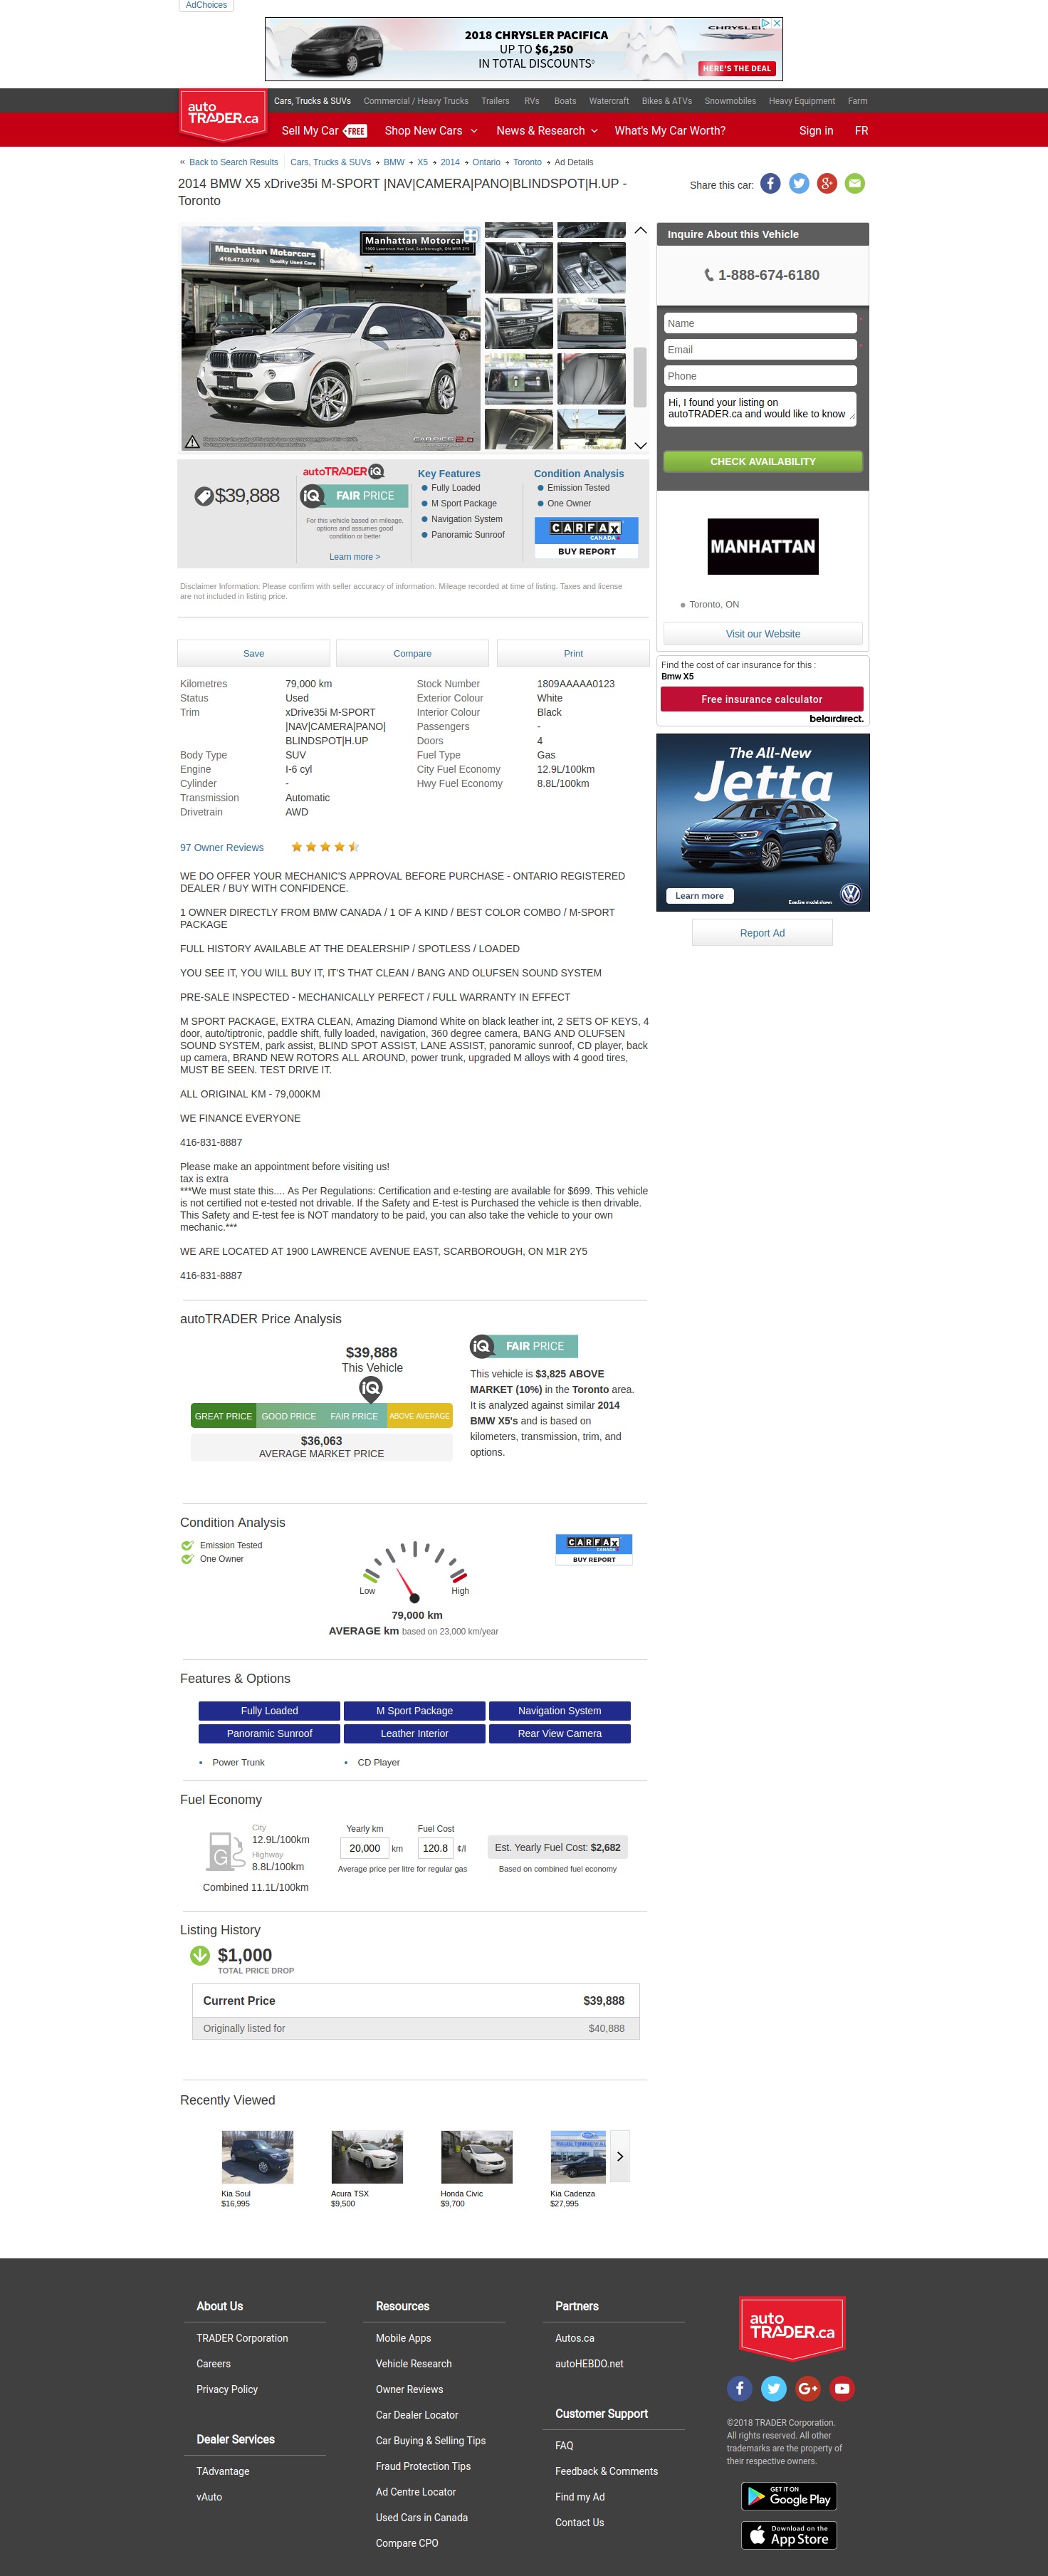 AdChoices
2018 CHRYSLER PACIFICA
UP TO $6,250
IN TOTAL DISCOUNTS◊
CHRYSLER
HERE'S THE DEAL
auto
TRADER.ca
Cars, Trucks & SUVs Commercial / Heavy Trucks Trailers RVs Boats Watercraft Bikes & ATVs Snowmobiles Heavy Equipment Farm
Sell My Car FREE Shop New Cars News & Research What's My Car Worth? Sign in FR
« Back to Search Results Cars, Trucks & SUVs → BMW → X5 → 2014 → Ontario → Toronto → Ad Details
2014 BMW X5 xDrive35i M-SPORT |NAV|CAMERA|PANO|BLINDSPOT|H.UP -
Toronto
Share this car:
Manhattan Motorcars
416.473.9756 Quality Used Cars
Manhattan Motorcars
1900 Lawrence Ave East, Scarborough, ON M1R 2Y5
CARPICS 2.0
Inquire About this Vehicle
1-888-674-6180
Name
Email
Phone
Hi, I found your listing on
autoTRADER.ca and would like to know
CHECK AVAILABILITY
$39,888
autoTRADER iQ
iQ FAIR PRICE
For this vehicle based on mileage,
options and assumes good
condition or better
Learn more >
Key Features
Fully Loaded
M Sport Package
Navigation System
Panoramic Sunroof
Condition Analysis
Emission Tested
One Owner
CARFAX
CANADA
BUY REPORT
MANHATTAN
Toronto, ON
Visit our Website
Disclaimer Information: Please confirm with seller accuracy of information. Mileage recorded at time of listing. Taxes and license
are not included in listing price.
Save Compare Print
Find the cost of car insurance for this :
Bmw X5
Free insurance calculator
belairdirect.
Kilometres 79,000 km Stock Number 1809AAAAA0123
Status Used Exterior Colour White
Trim xDrive35i M-SPORT Interior Colour Black
|NAV|CAMERA|PANO| Passengers -
BLINDSPOT|H.UP Doors 4
Body Type SUV Fuel Type Gas
Engine I-6 cyl City Fuel Economy 12.9L/100km
Cylinder - Hwy Fuel Economy 8.8L/100km
Transmission Automatic
Drivetrain AWD
The All-New
Jetta
Learn more
Execline model shown
Report Ad
97 Owner Reviews
WE DO OFFER YOUR MECHANIC'S APPROVAL BEFORE PURCHASE - ONTARIO REGISTERED
DEALER / BUY WITH CONFIDENCE.
1 OWNER DIRECTLY FROM BMW CANADA / 1 OF A KIND / BEST COLOR COMBO / M-SPORT
PACKAGE
FULL HISTORY AVAILABLE AT THE DEALERSHIP / SPOTLESS / LOADED
YOU SEE IT, YOU WILL BUY IT, IT'S THAT CLEAN / BANG AND OLUFSEN SOUND SYSTEM
PRE-SALE INSPECTED - MECHANICALLY PERFECT / FULL WARRANTY IN EFFECT
M SPORT PACKAGE, EXTRA CLEAN, Amazing Diamond White on black leather int, 2 SETS OF KEYS, 4
door, auto/tiptronic, paddle shift, fully loaded, navigation, 360 degree camera, BANG AND OLUFSEN
SOUND SYSTEM, park assist, BLIND SPOT ASSIST, LANE ASSIST, panoramic sunroof, CD player, back
up camera, BRAND NEW ROTORS ALL AROUND, power trunk, upgraded M alloys with 4 good tires,
MUST BE SEEN. TEST DRIVE IT.
ALL ORIGINAL KM - 79,000KM
WE FINANCE EVERYONE
416-831-8887
Please make an appointment before visiting us!
tax is extra
***We must state this.... As Per Regulations: Certification and e-testing are available for $699. This vehicle
is not certified not e-tested not drivable. If the Safety and E-test is Purchased the vehicle is then drivable.
This Safety and E-test fee is NOT mandatory to be paid, you can also take the vehicle to your own
mechanic.***
WE ARE LOCATED AT 1900 LAWRENCE AVENUE EAST, SCARBOROUGH, ON M1R 2Y5
416-831-8887
autoTRADER Price Analysis
$39,888
This Vehicle
iQ
GREAT PRICE GOOD PRICE FAIR PRICE ABOVE AVERAGE
$36,063
AVERAGE MARKET PRICE
iQ FAIR PRICE
This vehicle is $3,825 ABOVE
MARKET (10%) in the Toronto area.
It is analyzed against similar 2014
BMW X5's and is based on
kilometers, transmission, trim, and
options.
Condition Analysis
Emission Tested
One Owner
Low High
79,000 km
AVERAGE km based on 23,000 km/year
CARFAX
CANADA
BUY REPORT
Features & Options
Fully Loaded M Sport Package Navigation System
Panoramic Sunroof Leather Interior Rear View Camera
Power Trunk CD Player
Fuel Economy
G
City
12.9L/100km
Highway
8.8L/100km
Combined 11.1L/100km
Yearly km Fuel Cost
20,000 km 120.8 ¢/l
Average price per litre for regular gas
Est. Yearly Fuel Cost: $2,682
Based on combined fuel economy
Listing History
$1,000
TOTAL PRICE DROP
Current Price $39,888
Originally listed for $40,888
Recently Viewed
Kia Soul Acura TSX Honda Civic Kia Cadenza
$16,995 $9,500 $9,700 $27,995
About Us
TRADER Corporation
Careers
Privacy Policy
Dealer Services
TAdvantage
vAuto
Resources
Mobile Apps
Vehicle Research
Owner Reviews
Car Dealer Locator
Car Buying & Selling Tips
Fraud Protection Tips
Ad Centre Locator
Used Cars in Canada
Compare CPO
Partners
Autos.ca
autoHEBDO.net
Customer Support
FAQ
Feedback & Comments
Find my Ad
Contact Us
auto
TRADER.ca
©2018 TRADER Corporation.
All rights reserved. All other
trademarks are the property of
their respective owners.
GET IT ON
Google Play
Download on the
App Store